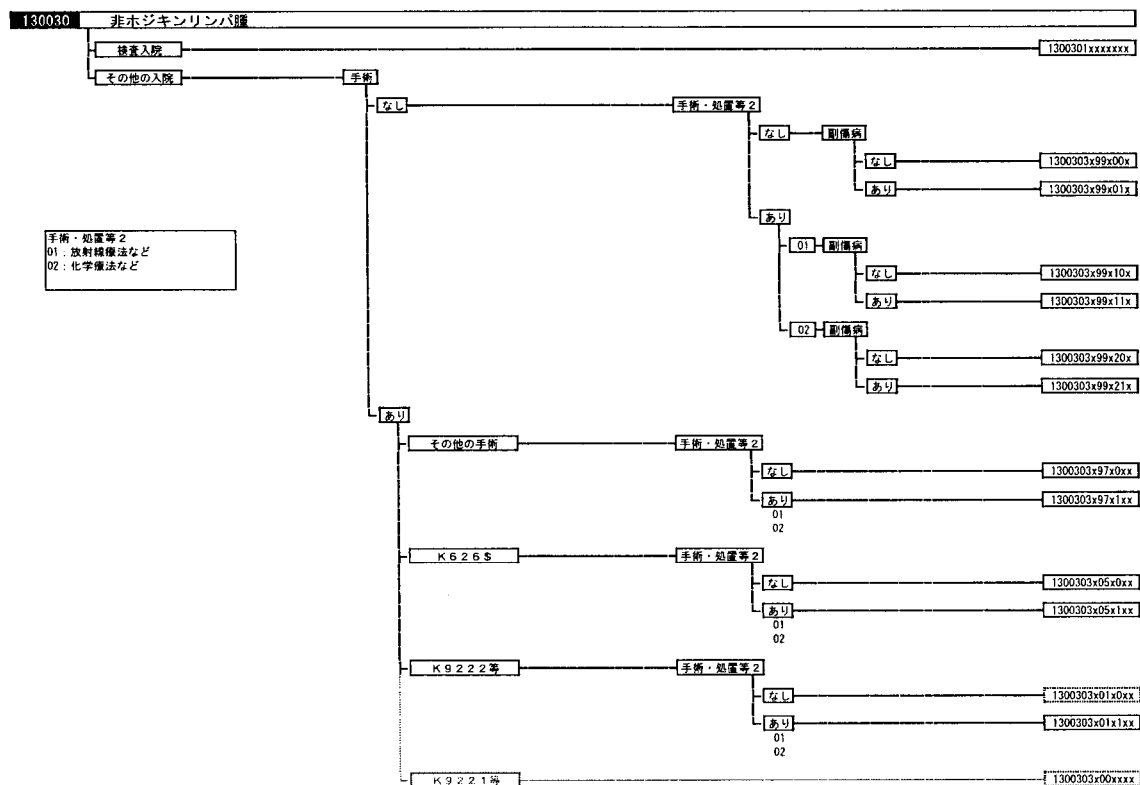 130030 非ホジキンリンパ腫
検査入院 1300301xxxxxxx
その他の入院 手術
なし 手術・処置等2
なし 副傷病
なし 1300303x99x00x
あり 1300303x99x01x
あり
手術・処置等2
01：放射線療法など
02：化学療法など
01 副傷病
なし 1300303x99x10x
あり 1300303x99x11x
02 副傷病
なし 1300303x99x20x
あり 1300303x99x21x
あり
その他の手術 手術・処置等2
なし 1300303x97x0xx
あり 1300303x97x1xx
01
02
K626$ 手術・処置等2
なし 1300303x05x0xx
あり 1300303x05x1xx
01
02
K9222等 手術・処置等2
なし 1300303x01x0xx
あり 1300303x01x1xx
01
02
K9221等 1300303x00xxxx